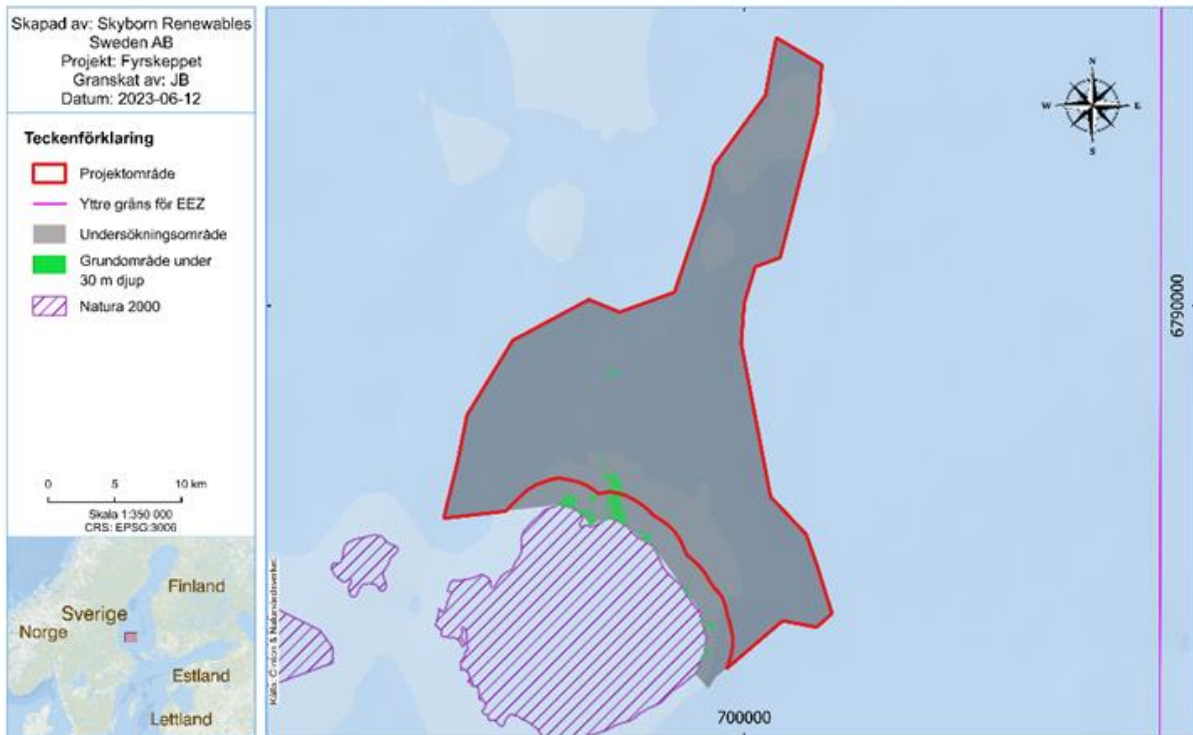 Skapad av: Skyborn Renewables
Sweden AB
Projekt: Fyrskeppet
Granskat av: JB
Datum: 2023-06-12
Teckenförklaring
Projektområde
Yttre gräns för EEZ
Undersökningsområde
Grundområde under
30 m djup
Natura 2000
0 5 10 km
Skala 1:350 000
CRS: EPSG:3006
Finland
Sverige
Norge
Estland
Lettland
N
W E
S
6790000
700000
Källa: & Naturvårdsverket